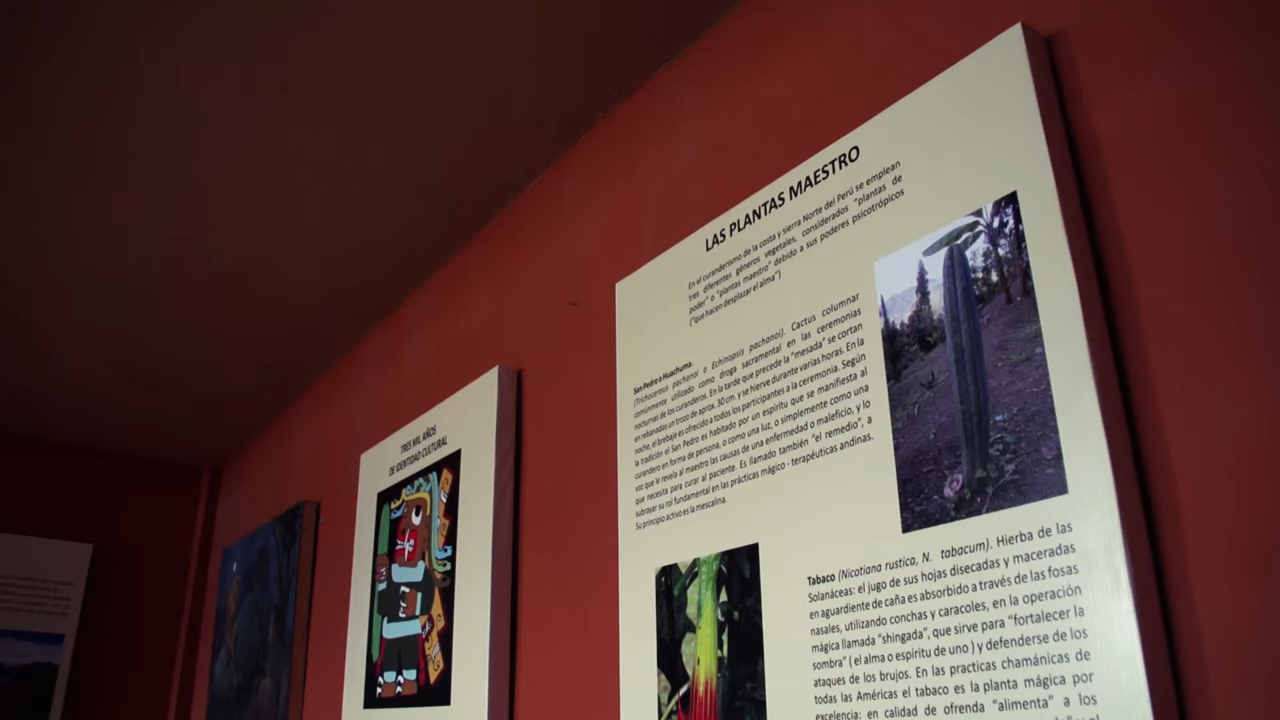 TRES MIL AÑOS
DE IDENTIDAD CULTURAL
LAS PLANTAS MAESTRO
En el curanderismo de la costa y sierra Norte del Perú se emplean
tres diferentes géneros vegetales, considerados "plantas de
poder" o "plantas maestro" debido a sus poderes psicotrópicos
("que hacen desplazar el alma")
San Pedro o Huachuma.
(Trichocereus pachanoi o Echinopsis pachanoi). Cactus columnar
comunmente utilizado como droga sacramental en las ceremonias
nocturnas de los curanderos. En la tarde que precede la "mesada" se cortan
en rebanadas un trozo de aprox. 30 cm. y se hierve durante varias horas. En la
noche, el brebaje es ofrecido a todos los participantes a la ceremonia. Según
la tradición el San Pedro es habitado por un espíritu que se manifiesta al
curandero en forma de persona, o como una luz, o simplemente como una
voz que le revela al maestro las causas de una enfermedad o maleficio, y lo
que necesita para curar al paciente. Es llamado también "el remedio", a
subrayar su rol fundamental en las prácticas mágico - terapéuticas andinas.
Su principio activo es la mescalina.
Tabaco (Nicotiana rustica, N. tabacum). Hierba de las
Solanáceas: el jugo de sus hojas disecadas y maceradas
en aguardiente de caña es absorbido a través de las fosas
nasales, utilizando conchas y caracoles, en la operación
mágica llamada "shingada", que sirve para "fortalecer la
sombra" ( el alma o espiritu de uno ) y defenderse de los
ataques de los brujos. En las practicas chamánicas de
todas las Américas el tabaco es la planta mágica por
excelencia: en calidad de ofrenda "alimenta" a los